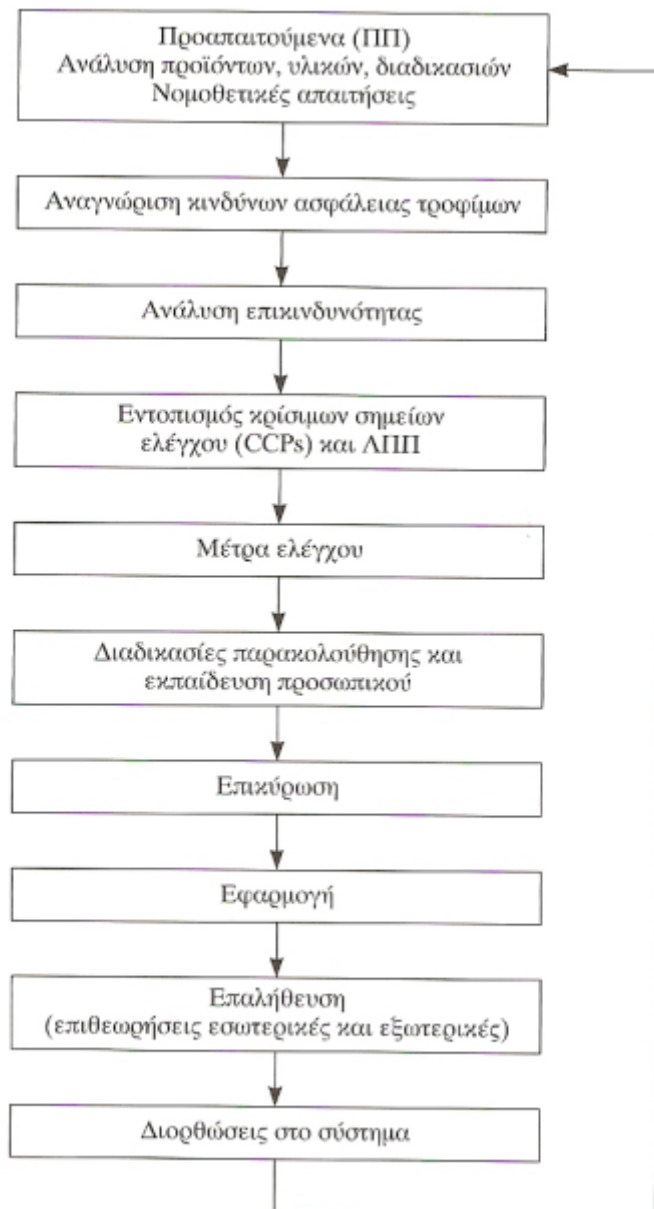 Προαπαιτούμενα (ΠΠ)
Ανάλυση προϊόντων, υλικών, διαδικασιών
Νομοθετικές απαιτήσεις
Αναγνώριση κινδύνων ασφάλειας τροφίμων
Ανάλυση επικινδυνότητας
Εντοπισμός κρίσιμων σημείων
ελέγχου (CCPs) και ΛΠΠ
Μέτρα ελέγχου
Διαδικασίες παρακολούθησης και
εκπαίδευση προσωπικού
Επικύρωση
Εφαρμογή
Επαλήθευση
(επιθεωρήσεις εσωτερικές και εξωτερικές)
Διορθώσεις στο σύστημα